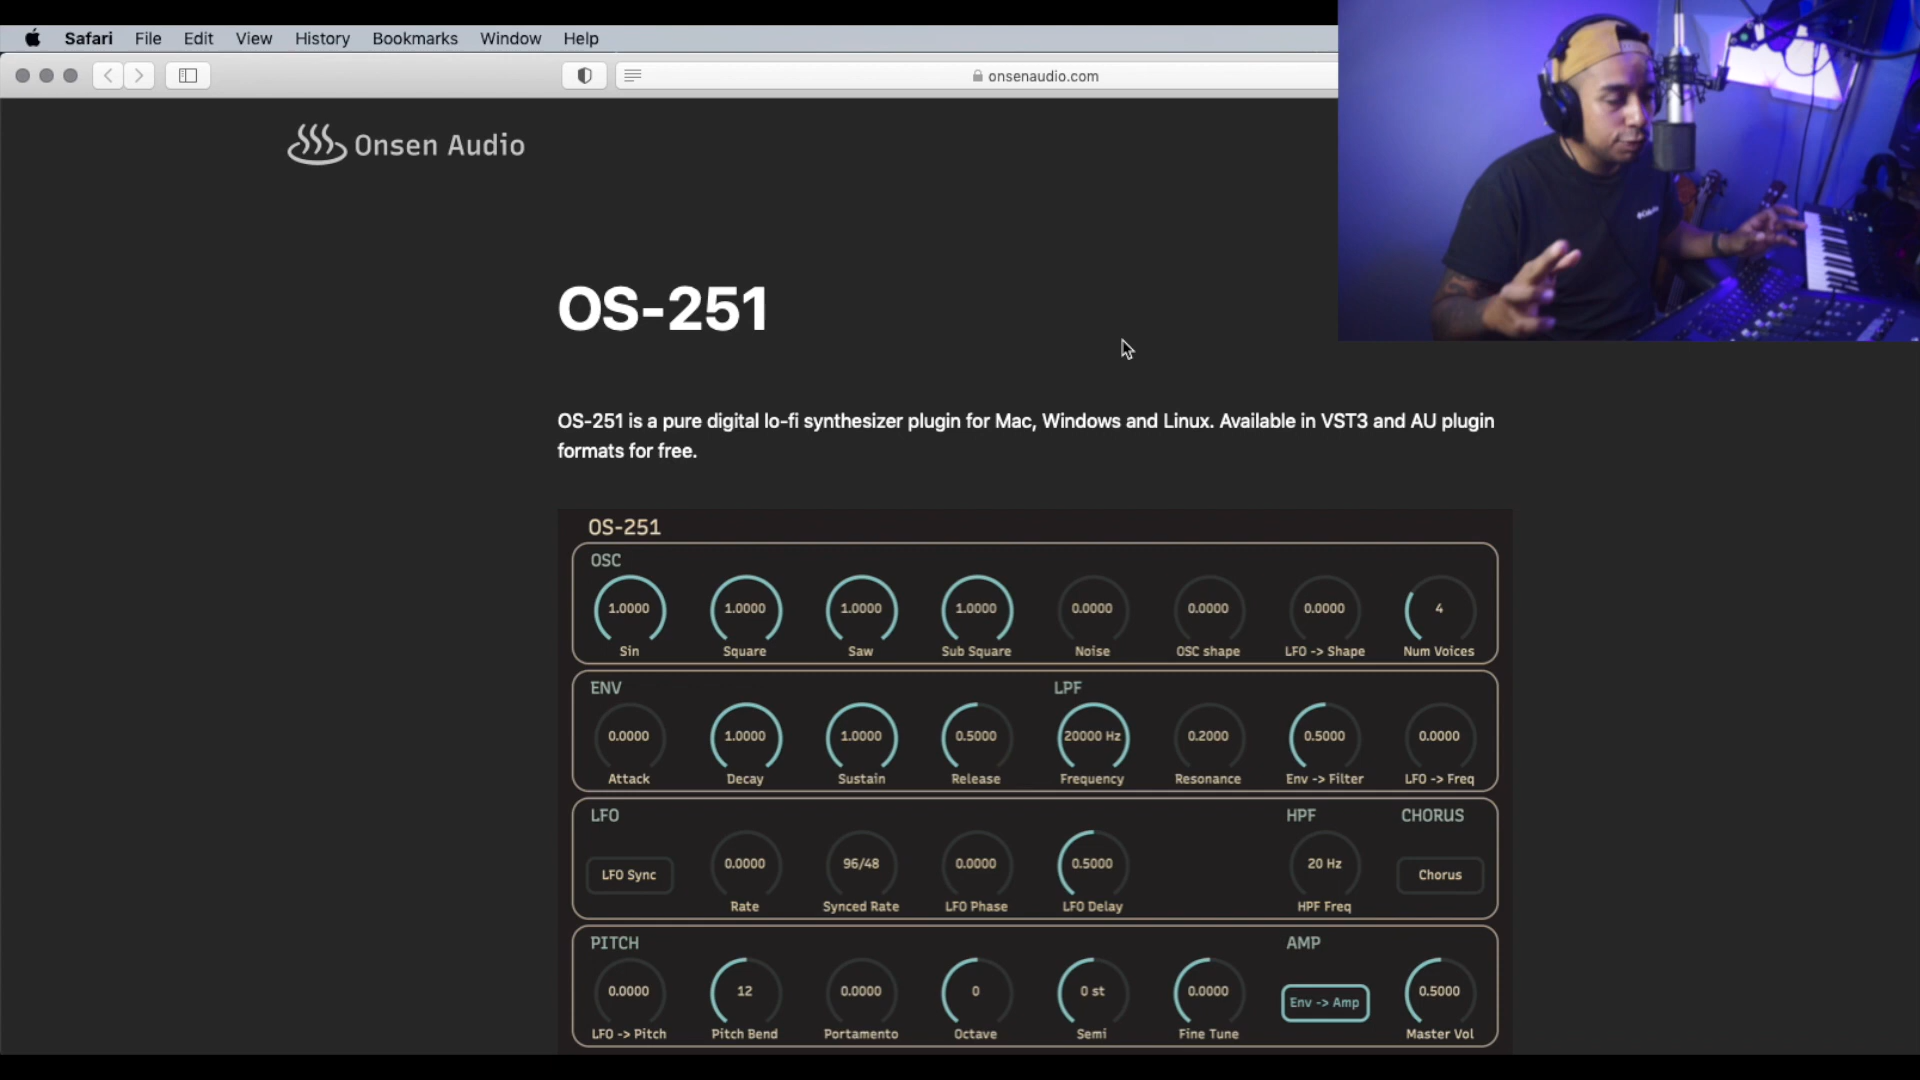 Safari File Edit View History Bookmarks Window Help
onsenaudio.com
Onsen Audio
OS-251
OS-251 is a pure digital lo-fi synthesizer plugin for Mac, Windows and Linux. Available in VST3 and AU plugin
formats for free.
OS-251
OSC
1.0000 1.0000 1.0000 1.0000 0.0000 0.0000 0.0000 4
Sin Square Saw Sub Square Noise OSC shape LFO -> Shape Num Voices
ENV LPF
0.0000 1.0000 1.0000 0.5000 20000 Hz 0.2000 0.5000 0.0000
Attack Decay Sustain Release Frequency Resonance Env -> Filter LFO -> Freq
LFO HPF CHORUS
LFO Sync 0.0000 96/48 0.0000 0.5000 20 Hz Chorus
Rate Synced Rate LFO Phase LFO Delay HPF Freq
PITCH AMP
0.0000 12 0.0000 0 0 st 0.0000 Env -> Amp 0.5000
LFO -> Pitch Pitch Bend Portamento Octave Semi Fine Tune Master Vol